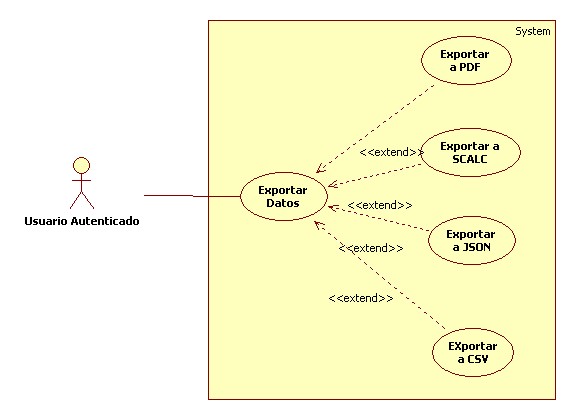 System
Exportar
a PDF
<<extend>>
Exportar a
SCALC
Exportar
Datos
<<extend>>
Usuario Autenticado
Exportar
a JSON
<<extend>>
<<extend>>
EXportar
a CSV